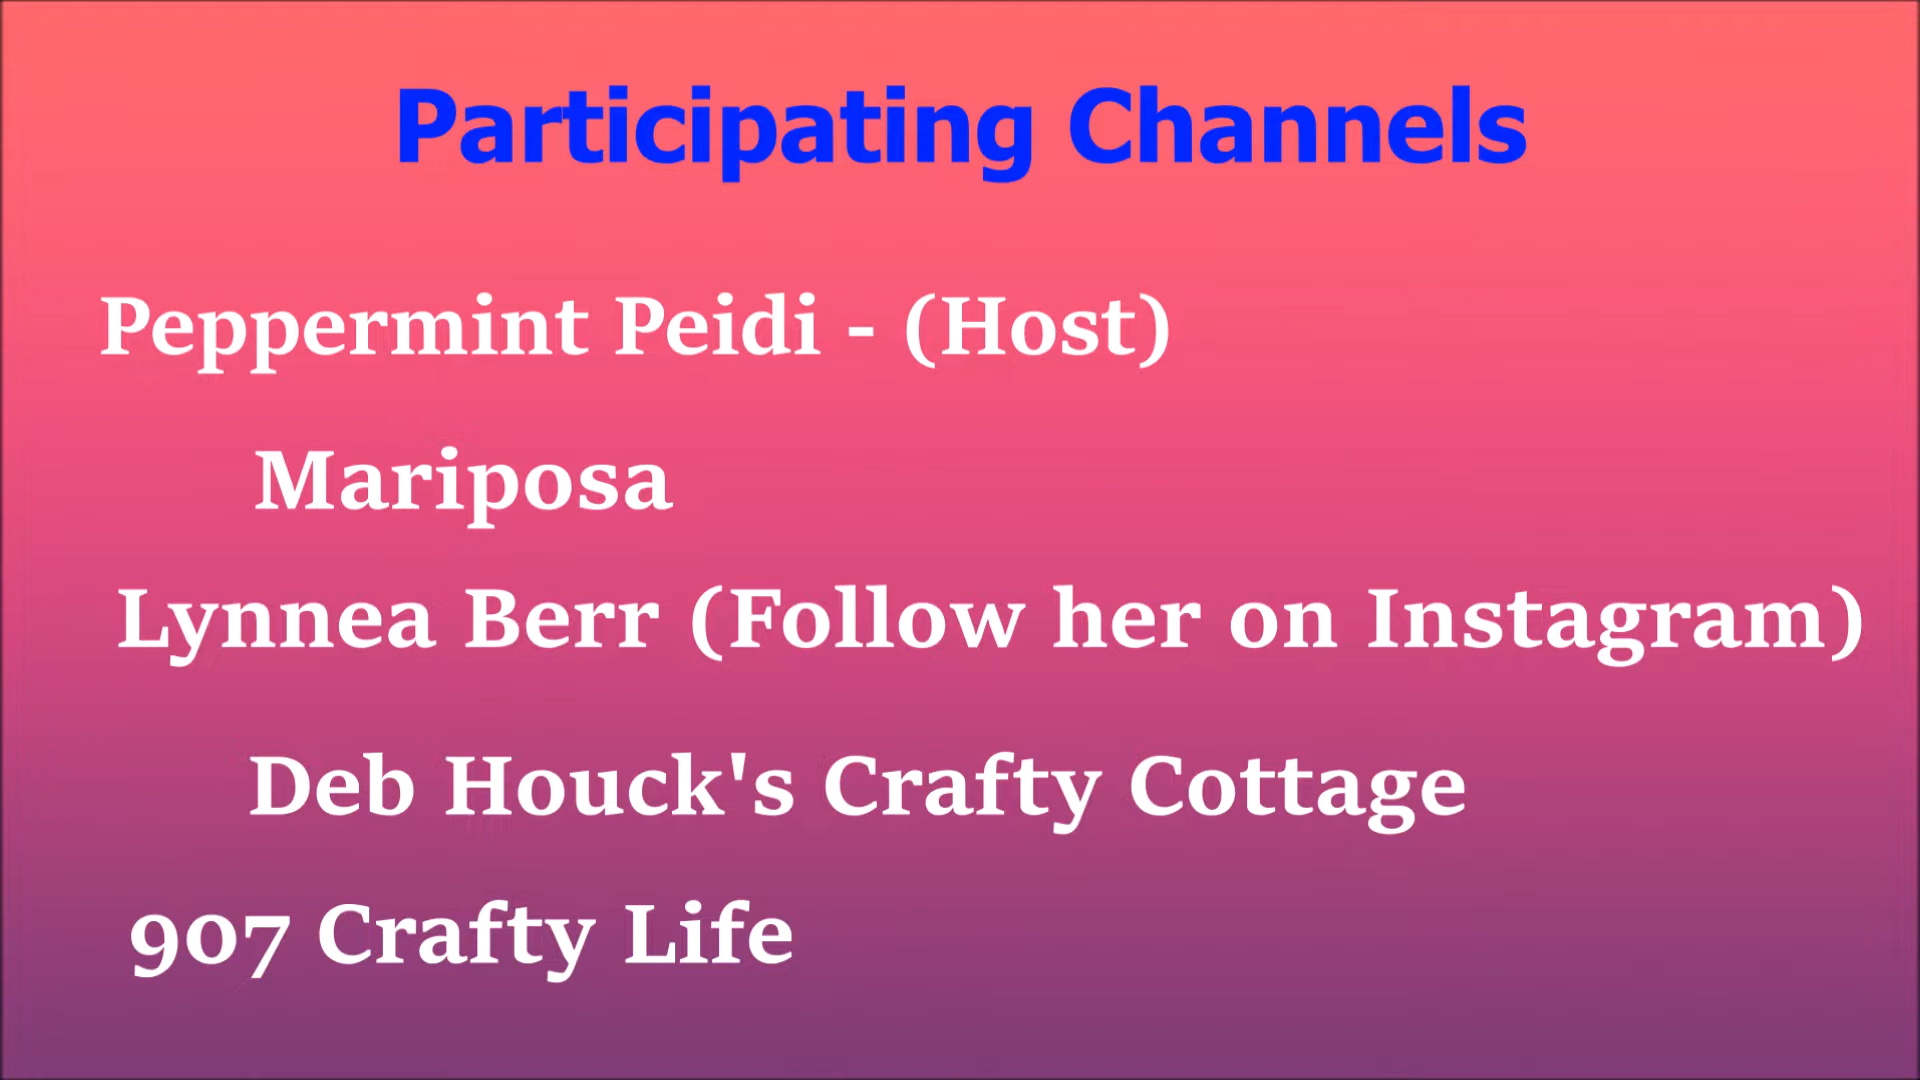 Participating Channels
Peppermint Peidi - (Host)
Mariposa
Lynnea Berr (Follow her on Instagram)
Deb Houck's Crafty Cottage
907 Crafty Life